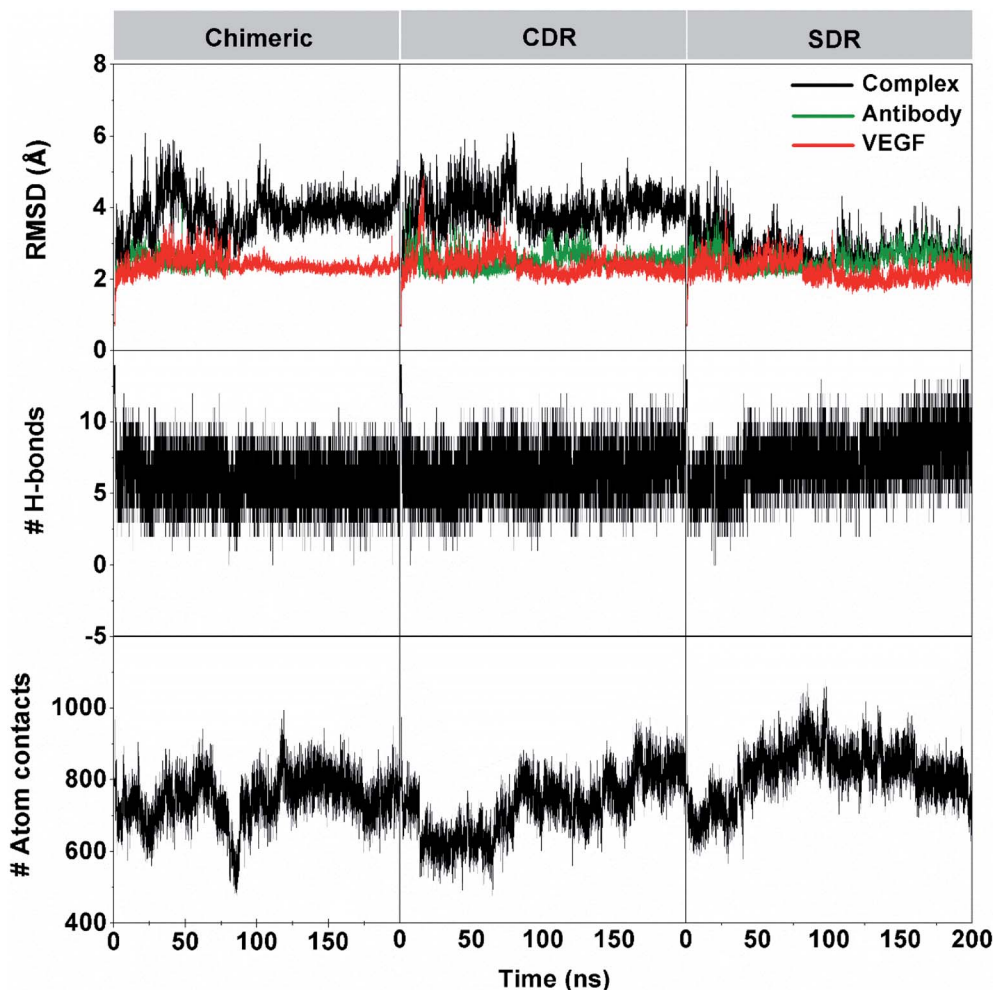 Chimeric CDR SDR
8
6
4
2
0
RMSD (Å)
Complex
Antibody
VEGF
10
5
0
-5
# H-bonds
1000
800
600
400
# Atom contacts
0 50 100 150 0 50 100 150 0 50 100 150 200
Time (ns)